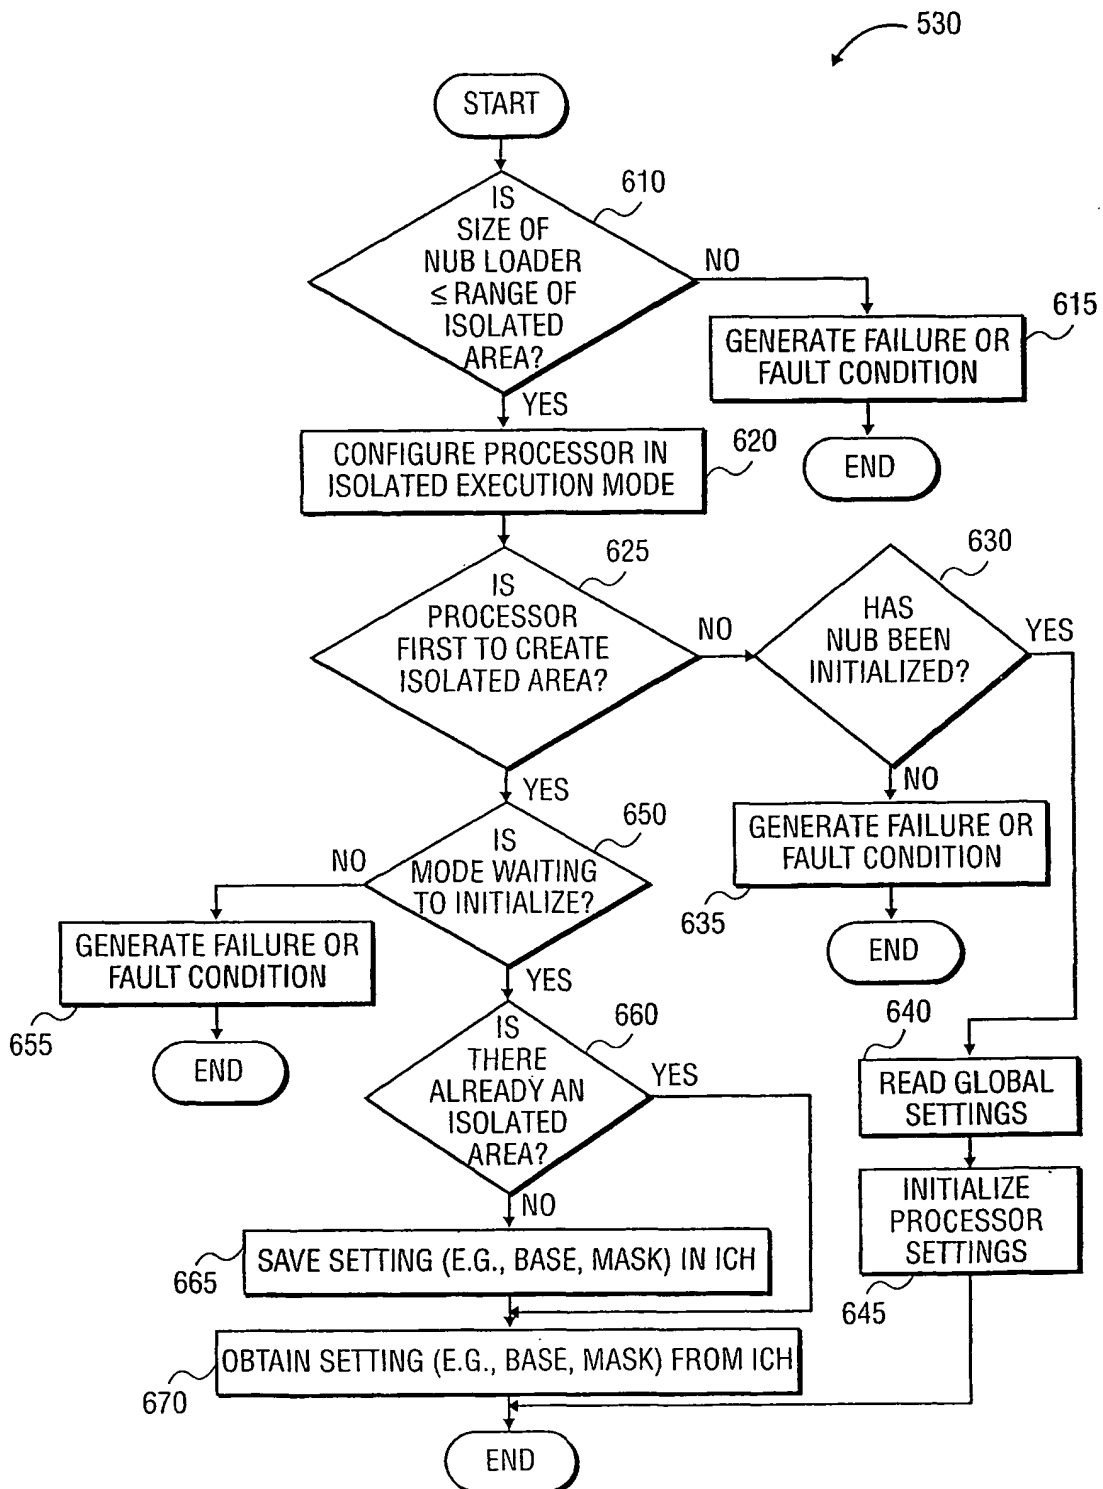 530
START
610
IS
SIZE OF
NUB LOADER
≤ RANGE OF
ISOLATED
AREA?
NO
YES
615
GENERATE FAILURE OR
FAULT CONDITION
END
620
CONFIGURE PROCESSOR IN
ISOLATED EXECUTION MODE
625
IS
PROCESSOR
FIRST TO CREATE
ISOLATED AREA?
NO
YES
630
HAS
NUB BEEN
INITIALIZED?
YES
NO
GENERATE FAILURE OR
FAULT CONDITION
635
END
650
IS
MODE WAITING
TO INITIALIZE?
NO
YES
GENERATE FAILURE OR
FAULT CONDITION
655
END
660
IS
THERE
ALREADY AN
ISOLATED
AREA?
YES
NO
640
READ GLOBAL
SETTINGS
INITIALIZE
PROCESSOR
SETTINGS
645
SAVE SETTING (E.G., BASE, MASK) IN ICH
665
OBTAIN SETTING (E.G., BASE, MASK) FROM ICH
670
END